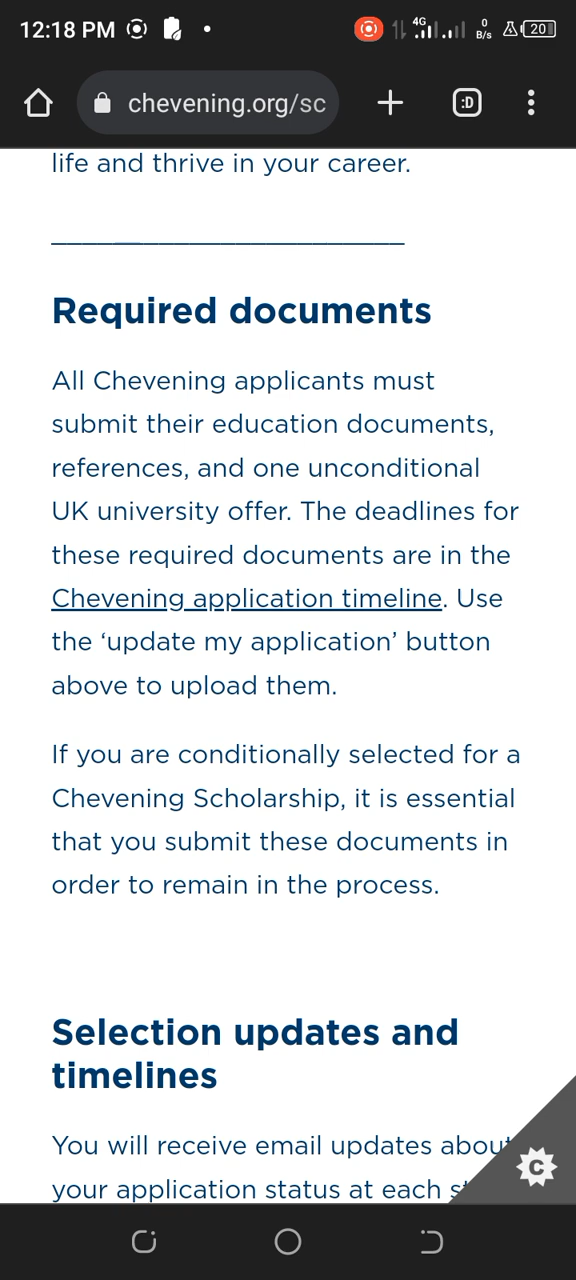 12:18 PM
4G
0
B/s
20
:D
chevening.org/sc
life and thrive in your career.
Required documents
All Chevening applicants must
submit their education documents,
references, and one unconditional
UK university offer. The deadlines for
these required documents are in the
Chevening application timeline. Use
the ‘update my application’ button
above to upload them.
If you are conditionally selected for a
Chevening Scholarship, it is essential
that you submit these documents in
order to remain in the process.
Selection updates and
timelines
You will receive email updates about
your application status at each
C